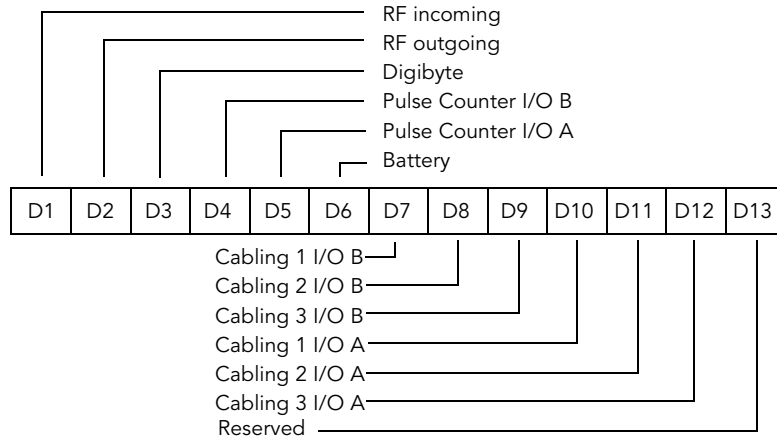 RF incoming
RF outgoing
Digibyte
Pulse Counter I/O B
Pulse Counter I/O A
Battery
D1 D2 D3 D4 D5 D6 D7 D8 D9 D10 D11 D12 D13
Cabling 1 I/O B
Cabling 2 I/O B
Cabling 3 I/O B
Cabling 1 I/O A
Cabling 2 I/O A
Cabling 3 I/O A
Reserved